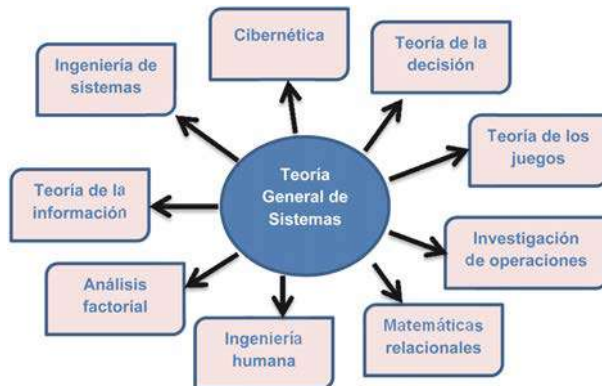 Cibernética
Teoría de la
decisión
Ingeniería de
sistemas
Teoría de los
juegos
Teoría
General de
Sistemas
Teoría de la
información
Investigación
de operaciones
Análisis
factorial
Ingeniería
humana
Matemáticas
relacionales